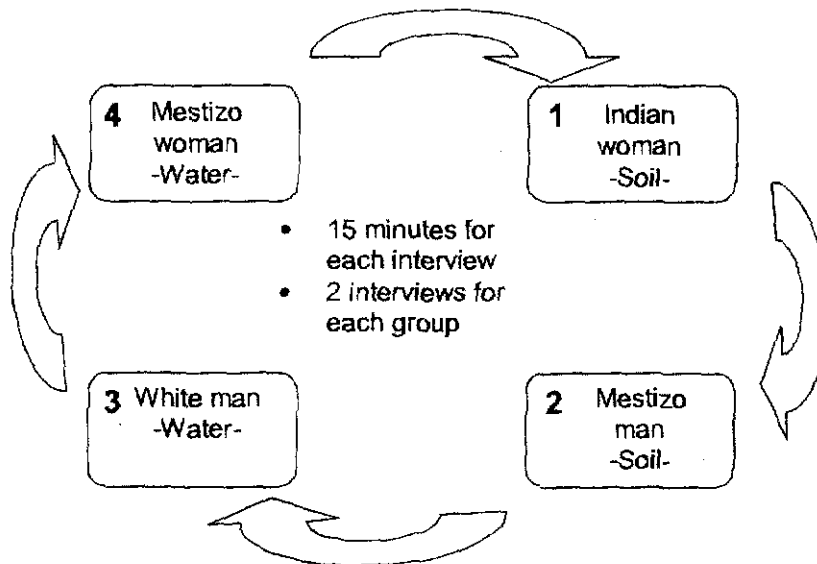 4 Mestizo
woman
-Water-
1 Indian
woman
-Soil-
• 15 minutes for
each interview
• 2 interviews for
each group
3 White man
-Water-
2 Mestizo
man
-Soil-